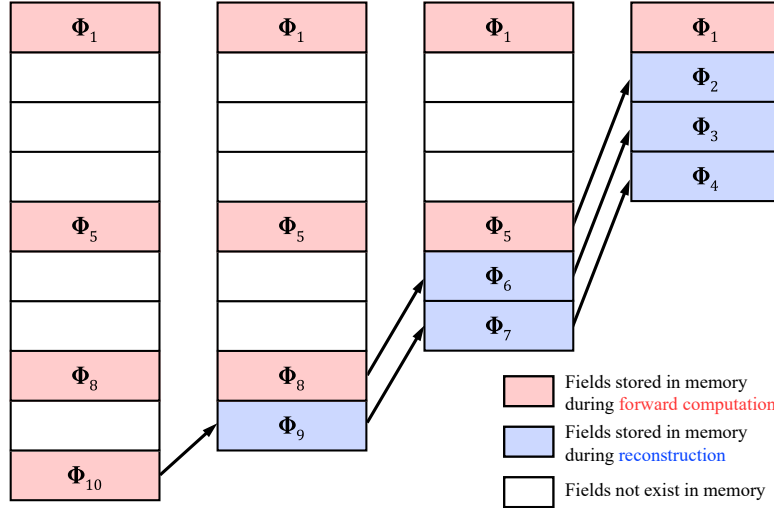 Φ1 Φ1 Φ1 Φ1
Φ2
Φ3
Φ4
Φ5 Φ5 Φ5
Φ6
Φ7
Φ8 Φ8
Φ9
Φ10
Fields stored in memory
during forward computation
Fields stored in memory
during reconstruction
Fields not exist in memory